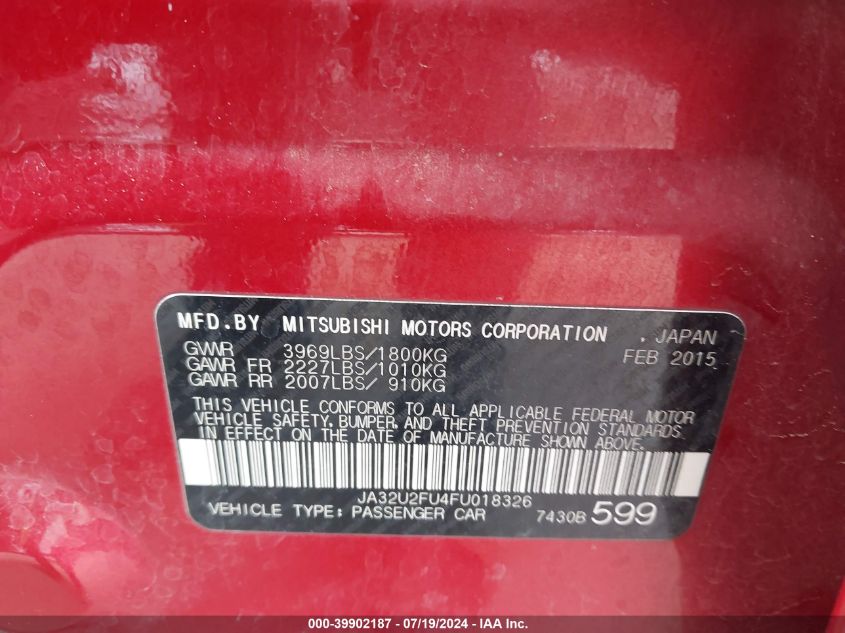 MFD.BY MITSUBISHI MOTORS CORPORATION . JAPAN
GVWR 3969LBS/1800KG FEB 2015
GAWR FR 2227LBS/1010KG
GAWR RR 2007LBS/ 910KG
THIS VEHICLE CONFORMS TO ALL APPLICABLE FEDERAL MOTOR
VEHICLE SAFETY, BUMPER, AND THEFT PREVENTION STANDARDS
IN EFFECT ON THE DATE OF MANUFACTURE SHOWN ABOVE.
JA32U2FU4FU018326
VEHICLE TYPE: PASSENGER CAR 7430B 599
000-39902187 - 07/19/2024 - IAA Inc.